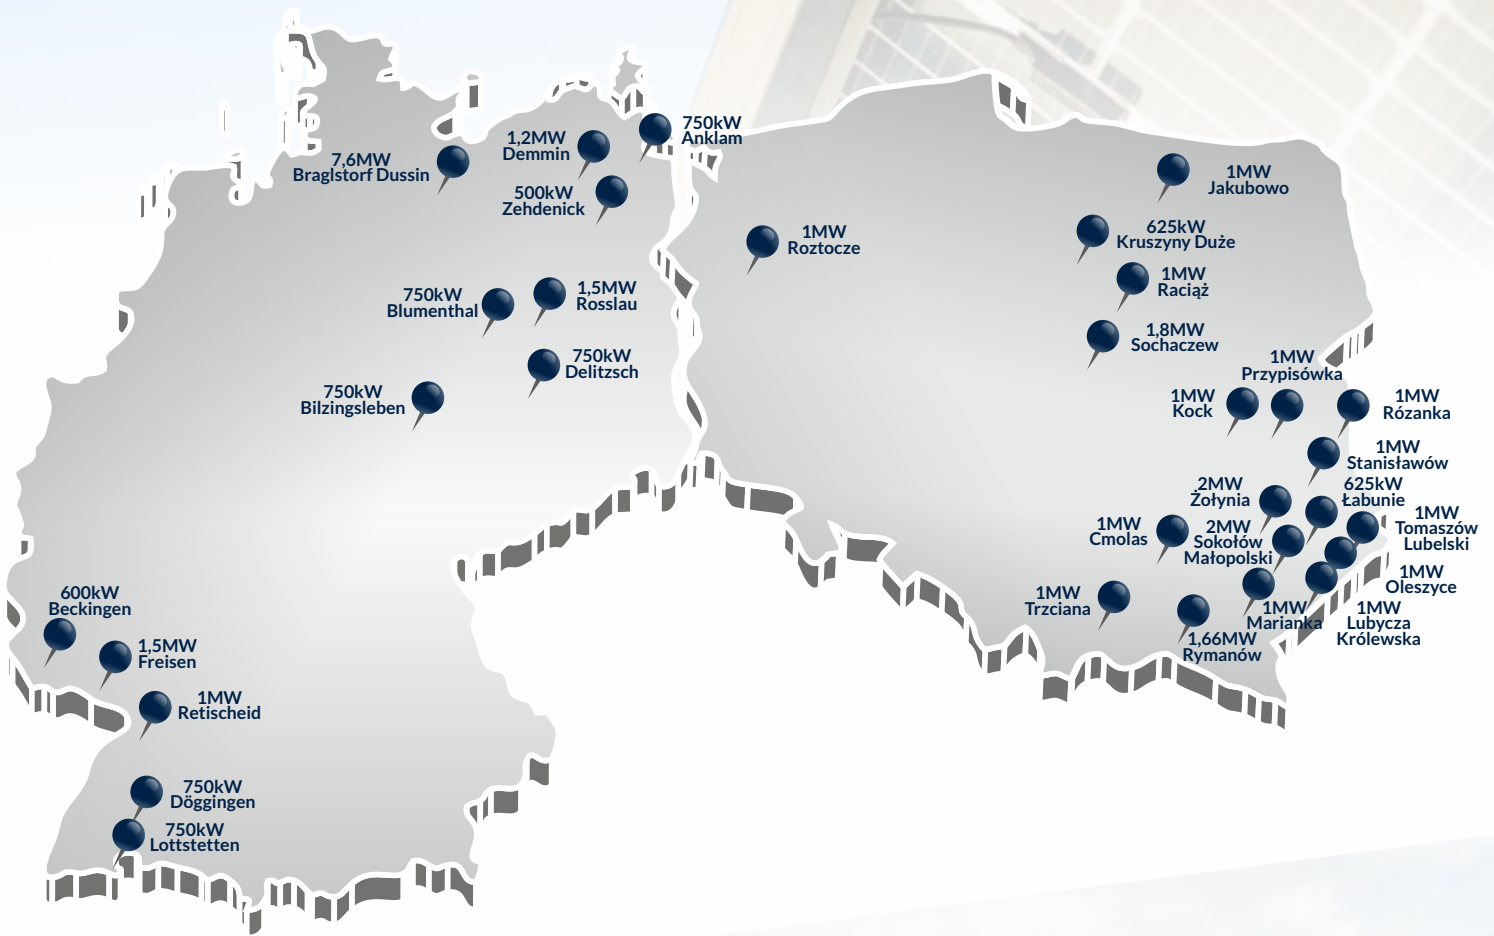 750kW
Anklam
1,2MW
Demmin
7,6MW
Braglstorf Dussin
500kW
Zehdenick
1MW
Jakubowo
1MW
Roztocze
625kW
Kruszyny Duże
1MW
Raciąż
750kW
Blumenthal
1,5MW
Rosslau
1,8MW
Sochaczew
750kW
Delitzsch
1MW
Przypisówka
750kW
Bilzingsleben
1MW
Kock
1MW
Rózanka
1MW
Stanisławów
2MW
Żołynia
625kW
Łabunie
1MW
Tomaszów
Lubelski
1MW
Cmolas
2MW
Sokołów
Małopolski
1MW
Oleszyce
600kW
Beckingen
1MW
Trzciana
1MW
Marianka
1MW
Lubycza
Królewska
1,66MW
Rymanów
1,5MW
Freisen
1MW
Retischeid
750kW
Döggingen
750kW
Lottstetten